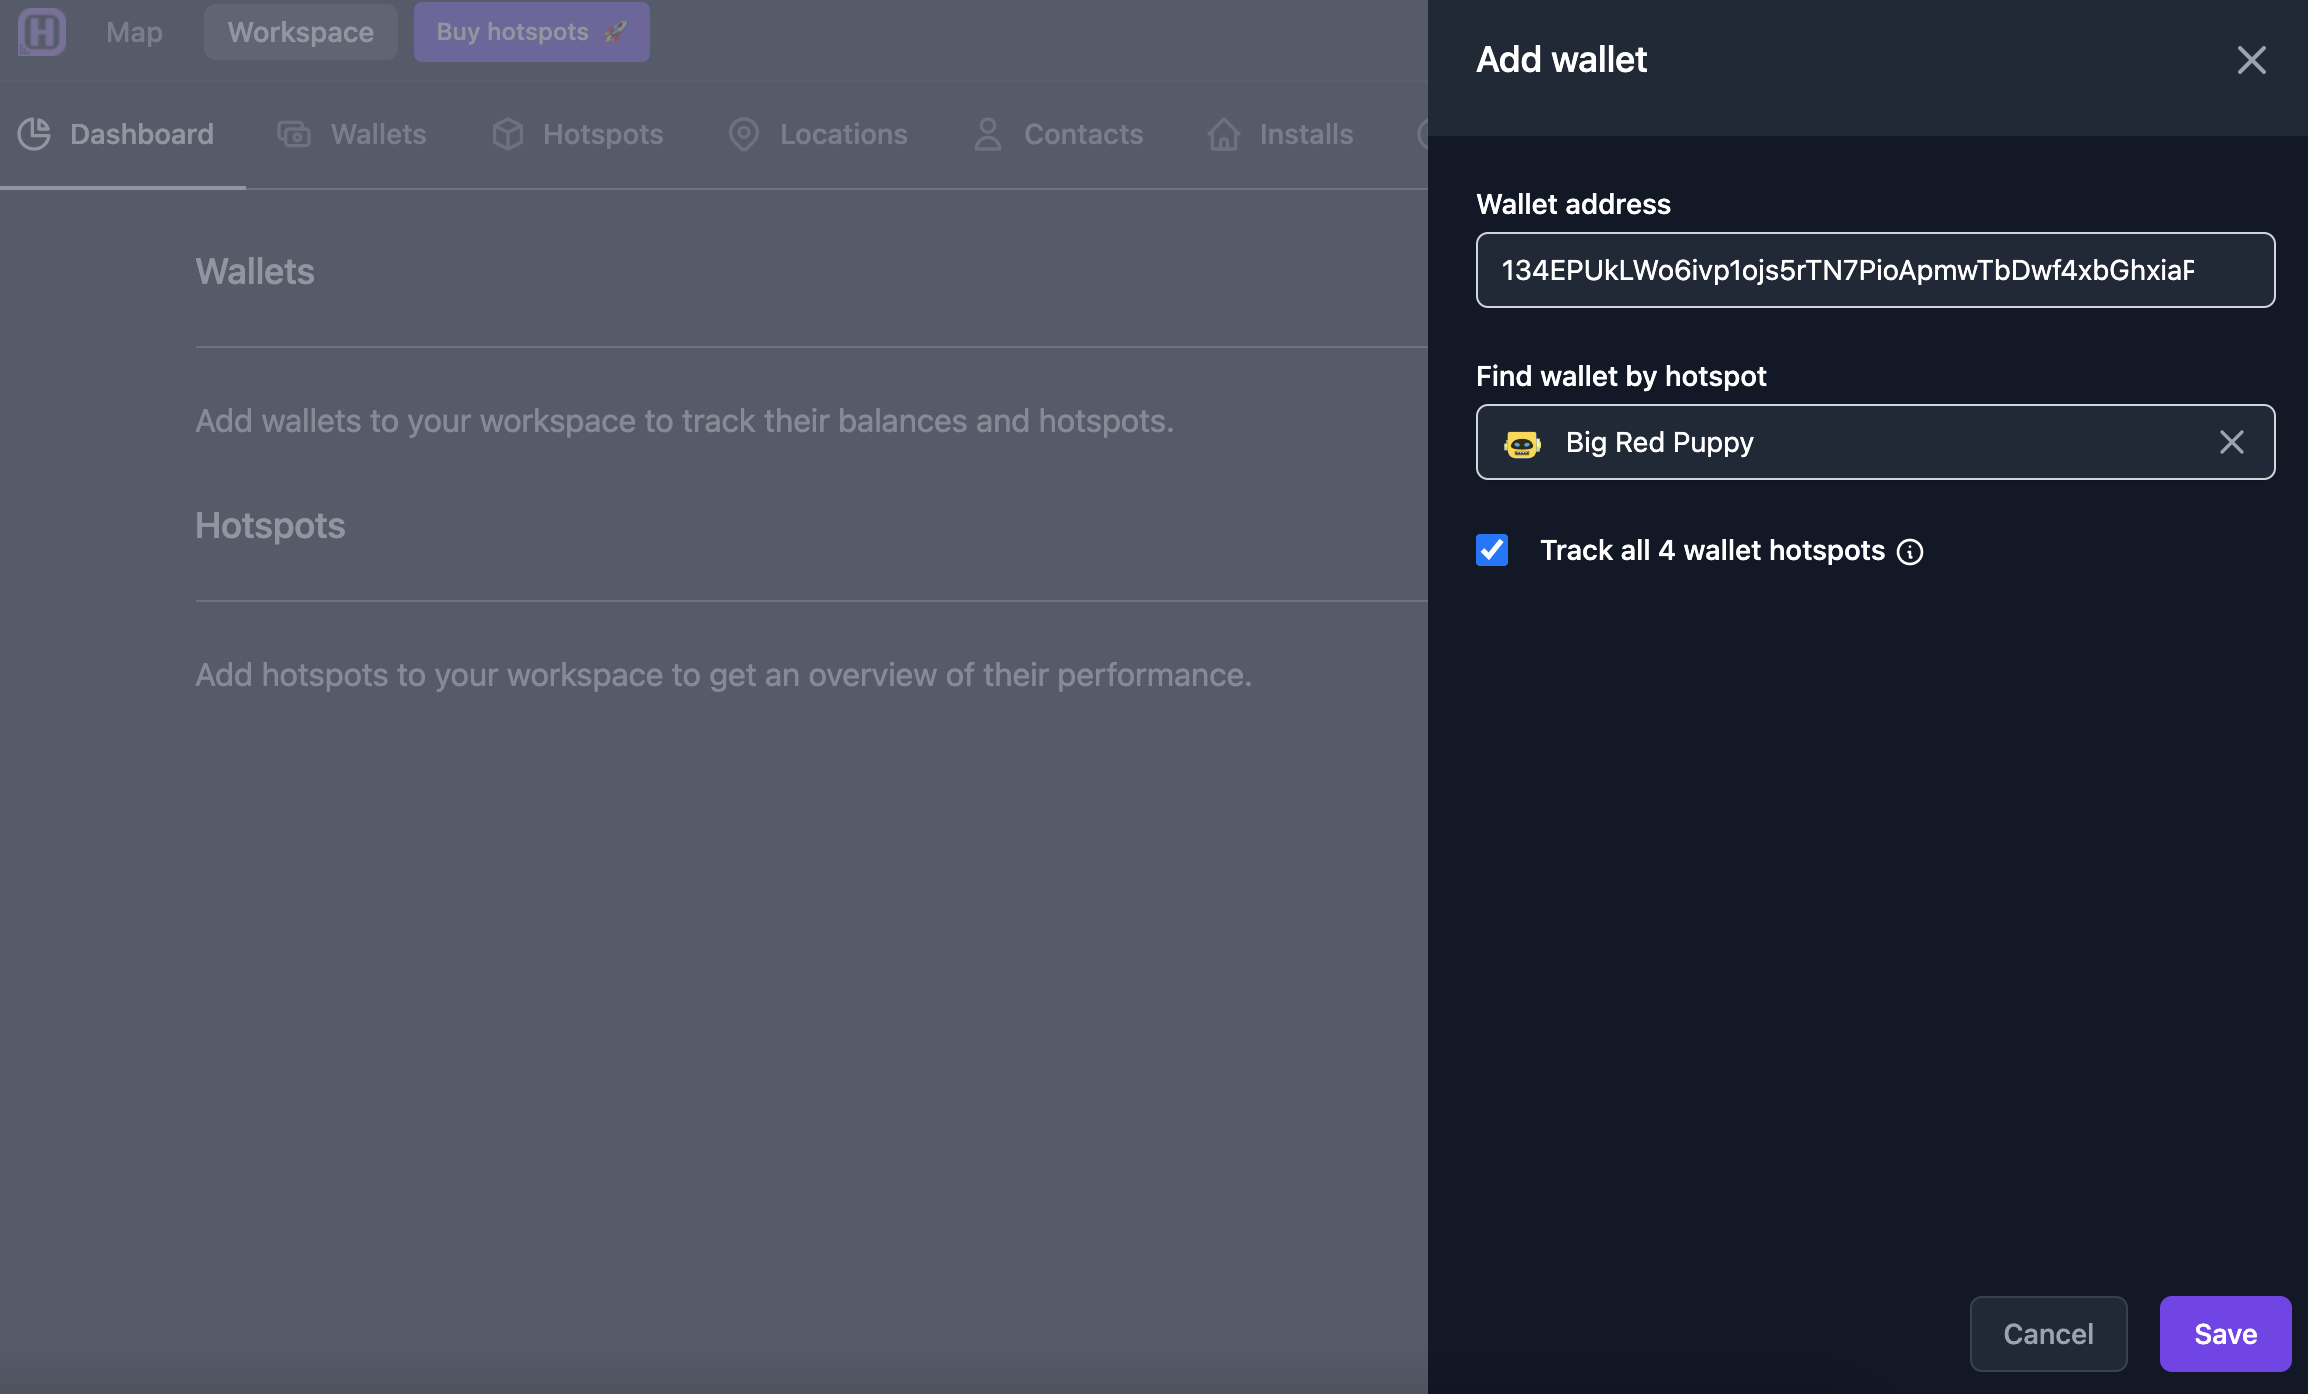 H Map Workspace Buy hotspots
Dashboard Wallets Hotspots Locations Contacts Installs
Wallets
Add wallets to your workspace to track their balances and hotspots.
Hotspots
Add hotspots to your workspace to get an overview of their performance.
Add wallet
Wallet address
134EPUkLWo6ivp1ojs5rTN7PioApmwTbDwf4xbGhxia
Find wallet by hotspot
Big Red Puppy
Track all 4 wallet hotspots
Cancel Save